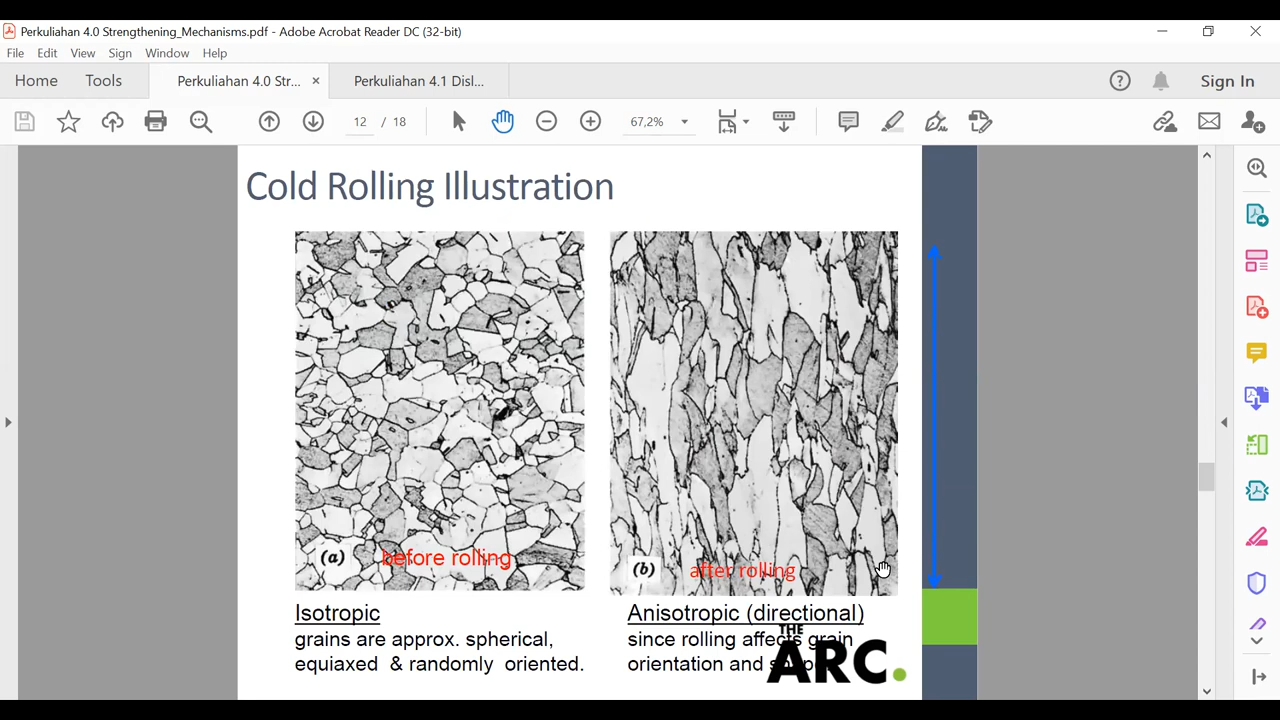 Perkuliahan 4.0 Strengthening_Mechanisms.pdf - Adobe Acrobat Reader DC (32-bit)
File Edit View Sign Window Help
Home Tools Perkuliahan 4.0 Str... × Perkuliahan 4.1 Disl... Sign In
12 / 18 67,2%
Cold Rolling Illustration
(a) before rolling
(b) after rolling
Isotropic
grains are approx. spherical,
equiaxed & randomly oriented.
Anisotropic (directional)
since rolling affects grain
orientation and
THE
ARC.